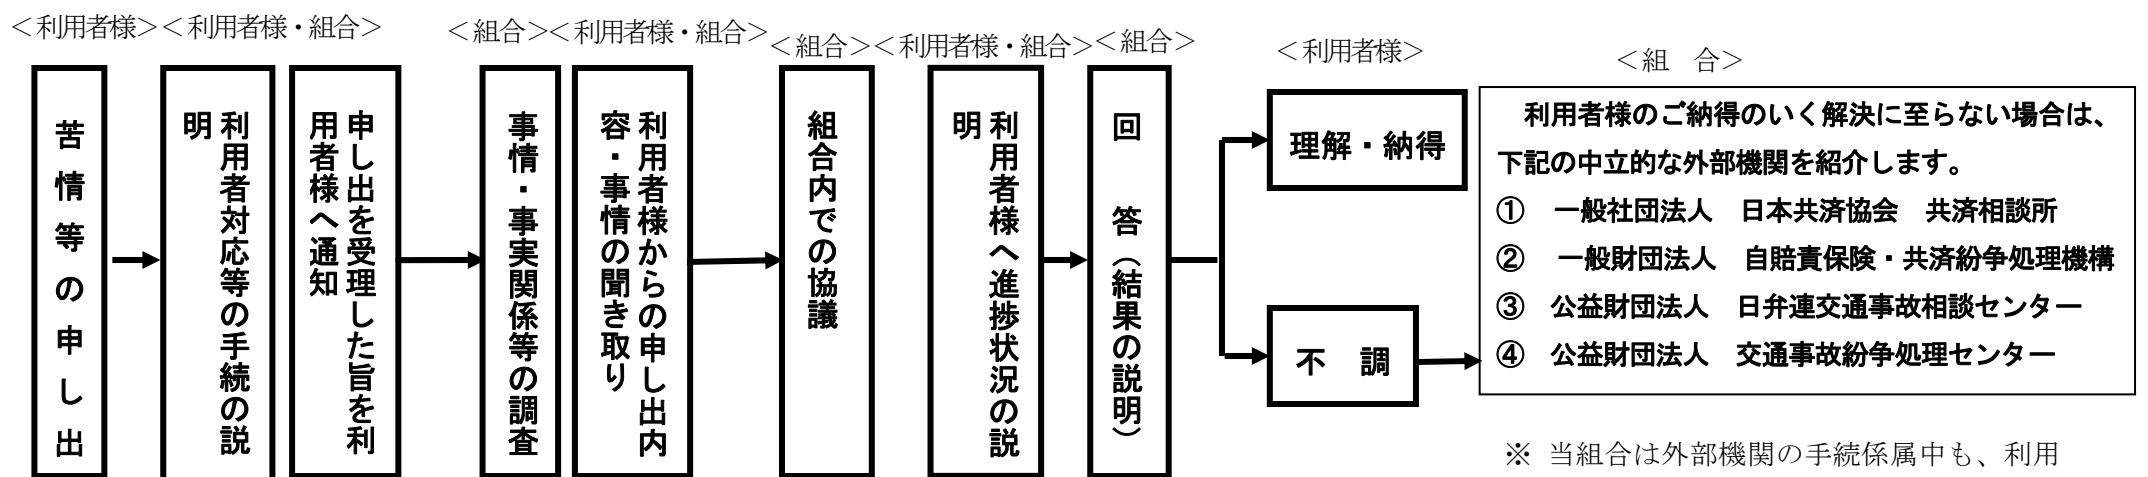 ＜利用者様＞
苦情等の申し出
＜利用者様・組合＞
利用者対応等の手続の説
明
申し出を受理した旨を利
用者様へ通知
＜組合＞
事情・事実関係等の調査
＜利用者様・組合＞
利用者様からの申し出内
容・事情の聞き取り
＜組合＞
組合内での協議
＜利用者様・組合＞
利用者様へ進捗状況の説
明
＜組合＞
回　答（結果の説明）
＜利用者様＞
理解・納得
不　調
＜組　合＞
利用者様のご納得のいく解決に至らない場合は、
下記の中立的な外部機関を紹介します。
①　一般社団法人　日本共済協会　共済相談所
②　一般財団法人　自賠責保険・共済紛争処理機構
③　公益財団法人　日弁連交通事故相談センター
④　公益財団法人　交通事故紛争処理センター
※ 当組合は外部機関の手続係属中も、利用